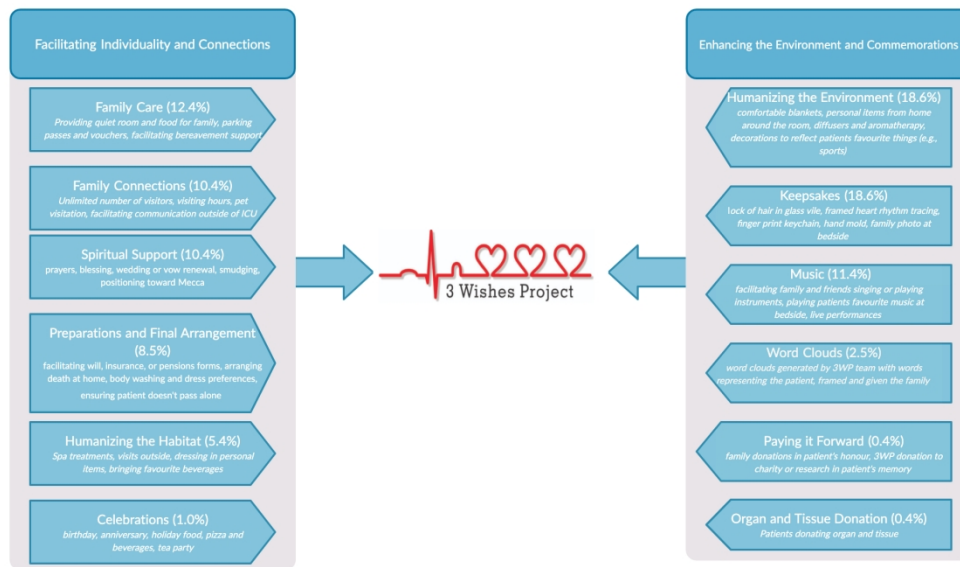 Facilitating Individuality and Connections
Family Care (12.4%)
Providing quiet room and food for family, parking
passes and vouchers, facilitating bereavement support
Family Connections (10.4%)
Unlimited number of visitors, visiting hours, pet
visitation, facilitating communication outside of ICU
Spiritual Support (10.4%)
prayers, blessing, wedding or vow renewal, smudging,
positioning toward Mecca
Preparations and Final Arrangement
(8.5%)
facilitating will, insurance, or pensions forms, arranging
death at home, body washing and dress preferences,
ensuring patient doesn't pass alone
Humanizing the Habitat (5.4%)
Spa treatments, visits outside, dressing in personal
items, bringing favourite beverages
Celebrations (1.0%)
birthday, anniversary, holiday food, pizza and
beverages, tea party
3 Wishes Project
Enhancing the Environment and Commemorations
Humanizing the Environment (18.6%)
comfortable blankets, personal items from home
around the room, diffusers and aromatherapy,
decorations to reflect patients favourite things (e.g.,
sports)
Keepsakes (18.6%)
lock of hair in glass vile, framed heart rhythm tracing,
finger print keychain, hand mold, family photo at
bedside
Music (11.4%)
facilitating family and friends singing or playing
instruments, playing patients favourite music at
bedside, live performances
Word Clouds (2.5%)
word clouds generated by 3WP team with words
representing the patient, framed and given the family
Paying it Forward (0.4%)
family donations in patient's honour, 3WP donation to
charity or research in patient's memory
Organ and Tissue Donation (0.4%)
Patients donating organ and tissue